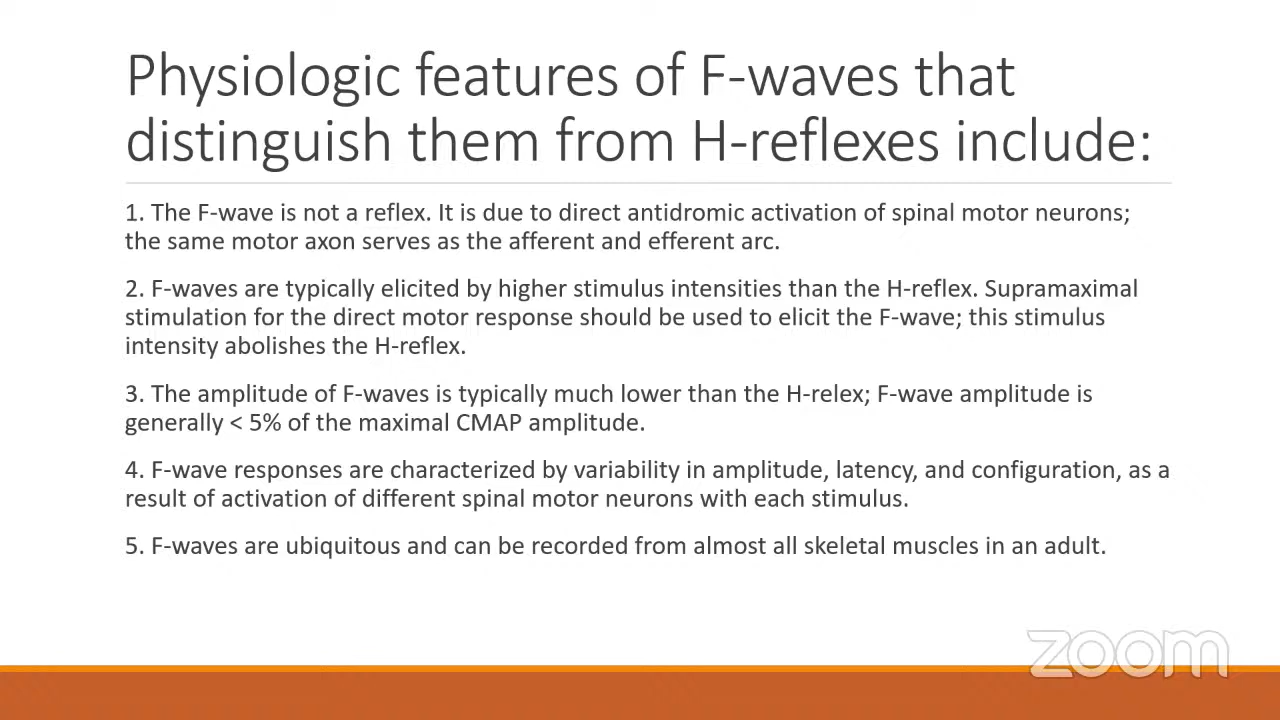 Physiologic features of F-waves that
distinguish them from H-reflexes include:
1. The F-wave is not a reflex. It is due to direct antidromic activation of spinal motor neurons;
the same motor axon serves as the afferent and efferent arc.
2. F-waves are typically elicited by higher stimulus intensities than the H-reflex. Supramaximal
stimulation for the direct motor response should be used to elicit the F-wave; this stimulus
intensity abolishes the H-reflex.
3. The amplitude of F-waves is typically much lower than the H-relex; F-wave amplitude is
generally < 5% of the maximal CMAP amplitude.
4. F-wave responses are characterized by variability in amplitude, latency, and configuration, as a
result of activation of different spinal motor neurons with each stimulus.
5. F-waves are ubiquitous and can be recorded from almost all skeletal muscles in an adult.
zoom